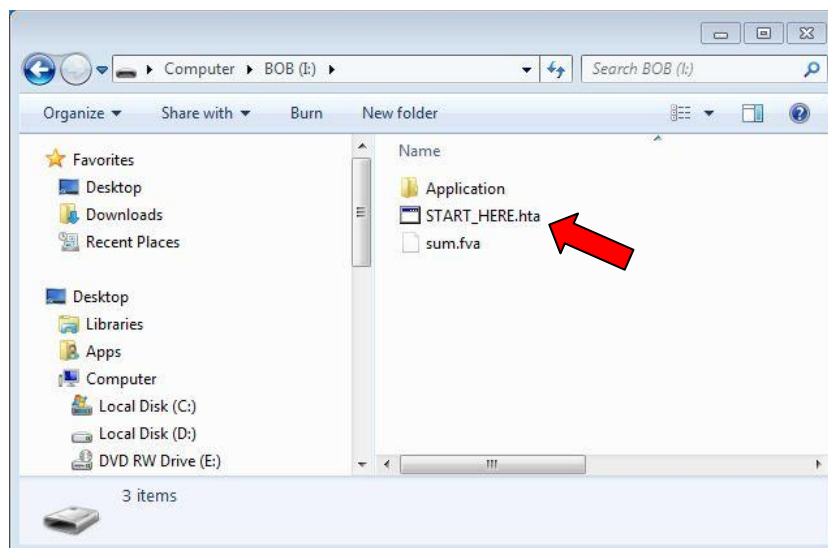 Computer BOB (I:)
Search BOB (I:)
Organize Share with Burn New folder
Favorites
Desktop
Downloads
Recent Places
Desktop
Libraries
Apps
Computer
Local Disk (C:)
Local Disk (D:)
DVD RW Drive (E:)
Name
Application
START_HERE.hta
sum.fva
3 items